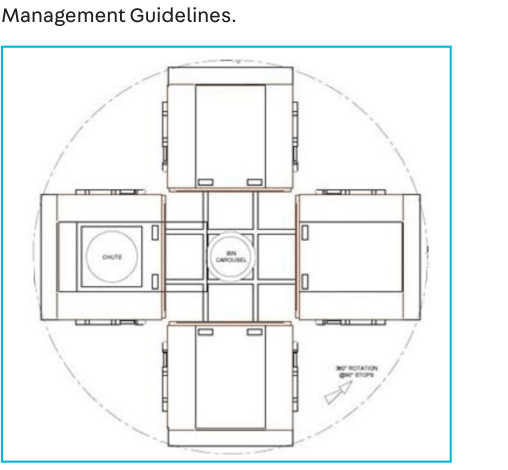 Management Guidelines.
CHUTE
BIN
CAROUSEL
360° ROTATION
@90° STOPS